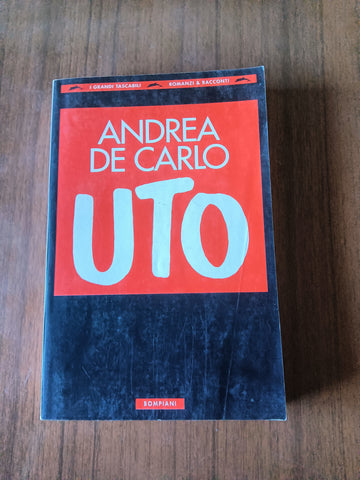 I GRANDI TASCABILI ROMANZI & RACCONTI
ANDREA
DE CARLO
UTO
BOMPIANI